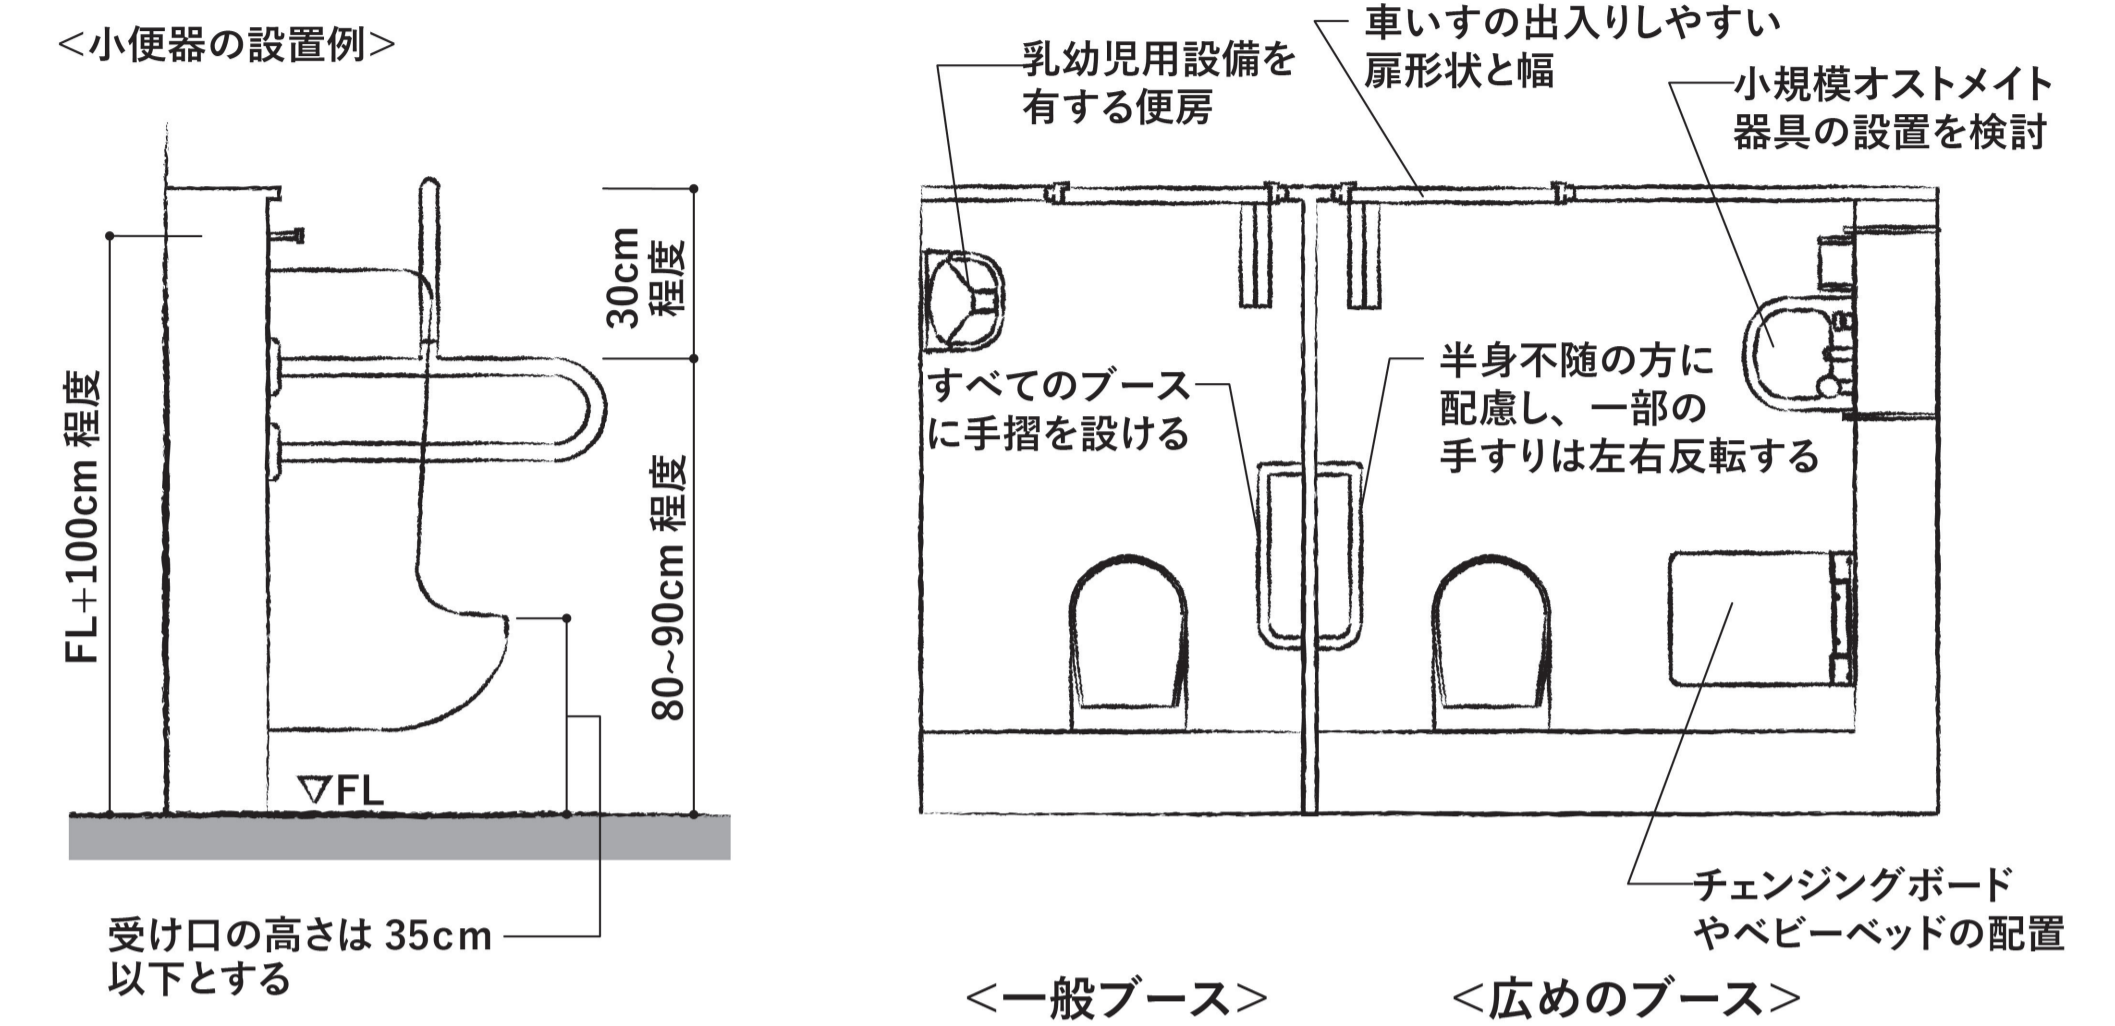 ＜小便器の設置例＞
FL+100cm 程度
30cm
程度
80~90cm 程度
▽FL
受け口の高さは 35cm
以下とする
乳幼児用設備を
有する便房
車いすの出入りしやすい
扉形状と幅
小規模オストメイト
器具の設置を検討
すべてのブース
に手摺を設ける
半身不随の方に
配慮し、一部の
手すりは左右反転する
チェンジングボード
やベビーベッドの配置
＜一般ブース＞
＜広めのブース＞